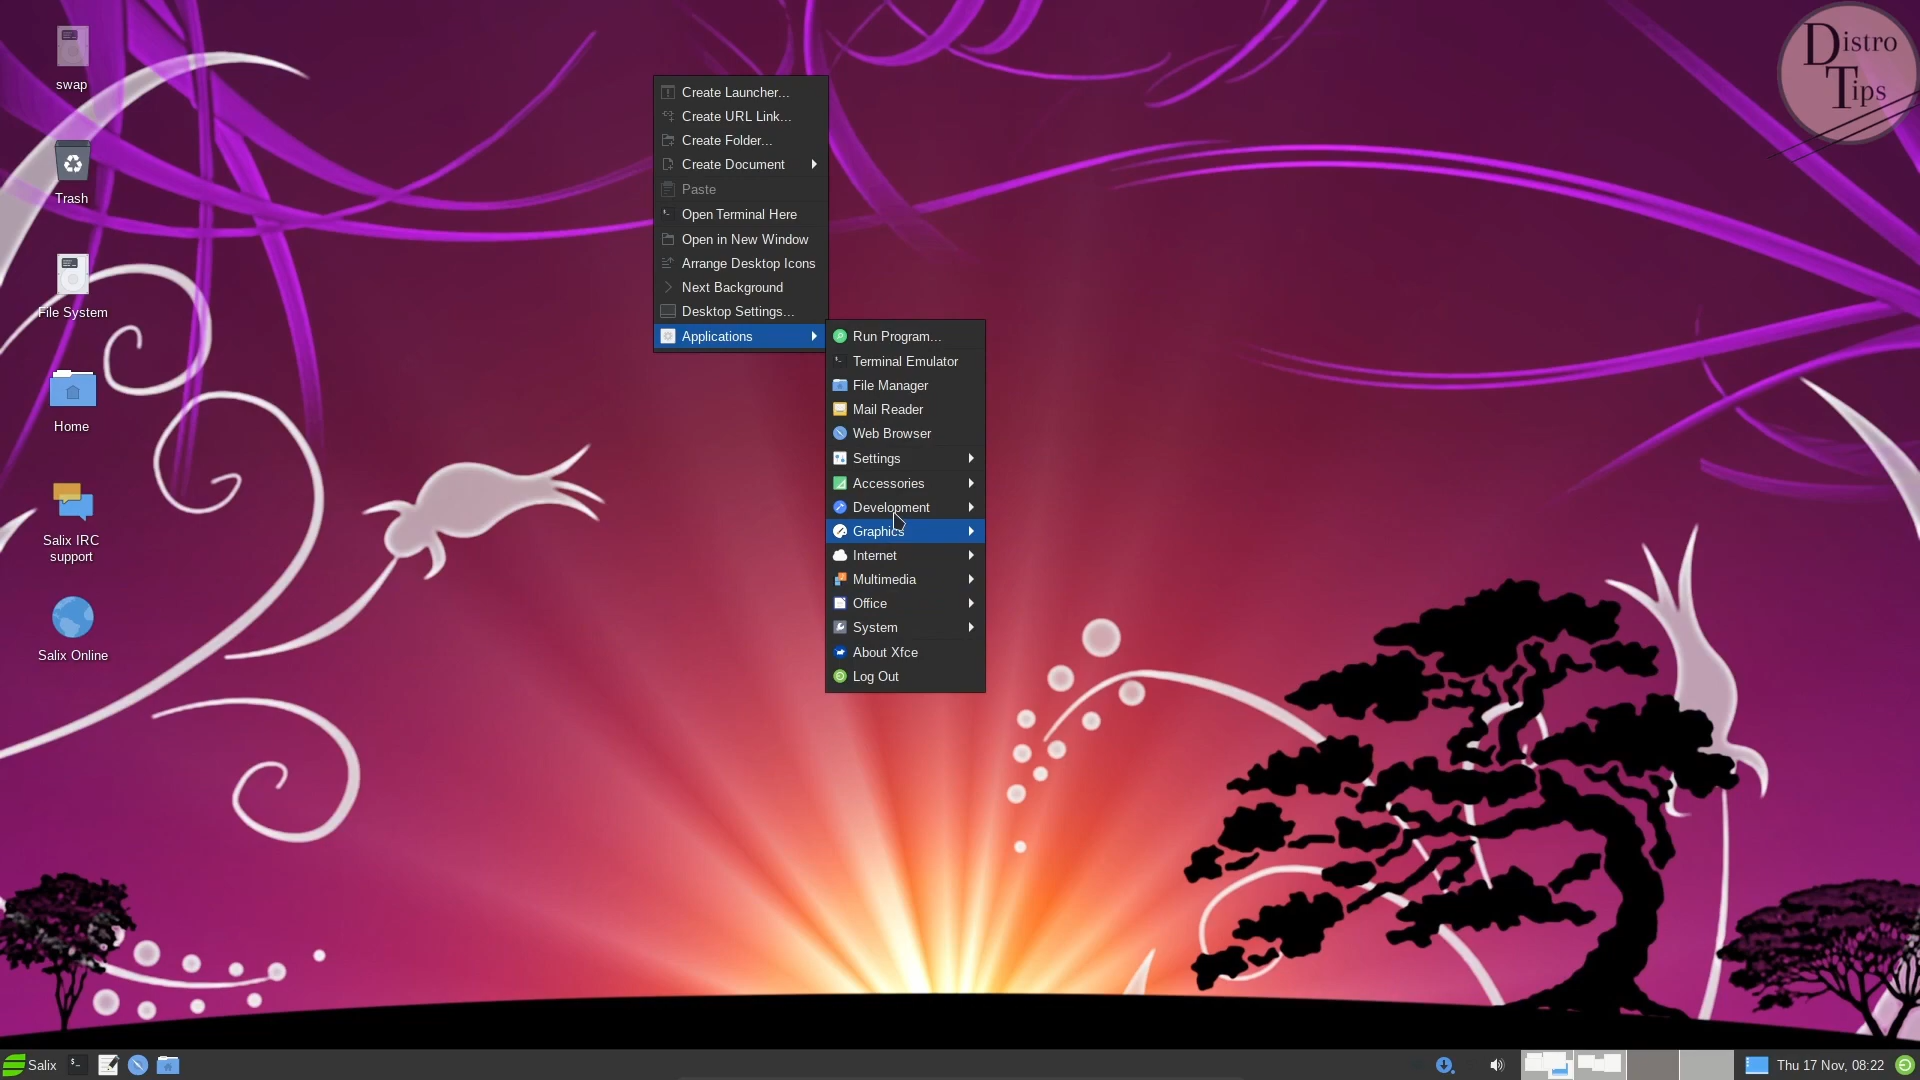 swap
Trash
File System
Home
Salix IRC
support
Salix Online
Create Launcher...
Create URL Link...
Create Folder...
Create Document
Paste
Open Terminal Here
Open in New Window
Arrange Desktop Icons
Next Background
Desktop Settings...
Applications
Run Program...
Terminal Emulator
File Manager
Mail Reader
Web Browser
Settings
Accessories
Development
Graphics
Internet
Multimedia
Office
System
About Xfce
Log Out
Distro
Tips
Salix
Thu 17 Nov, 08:22